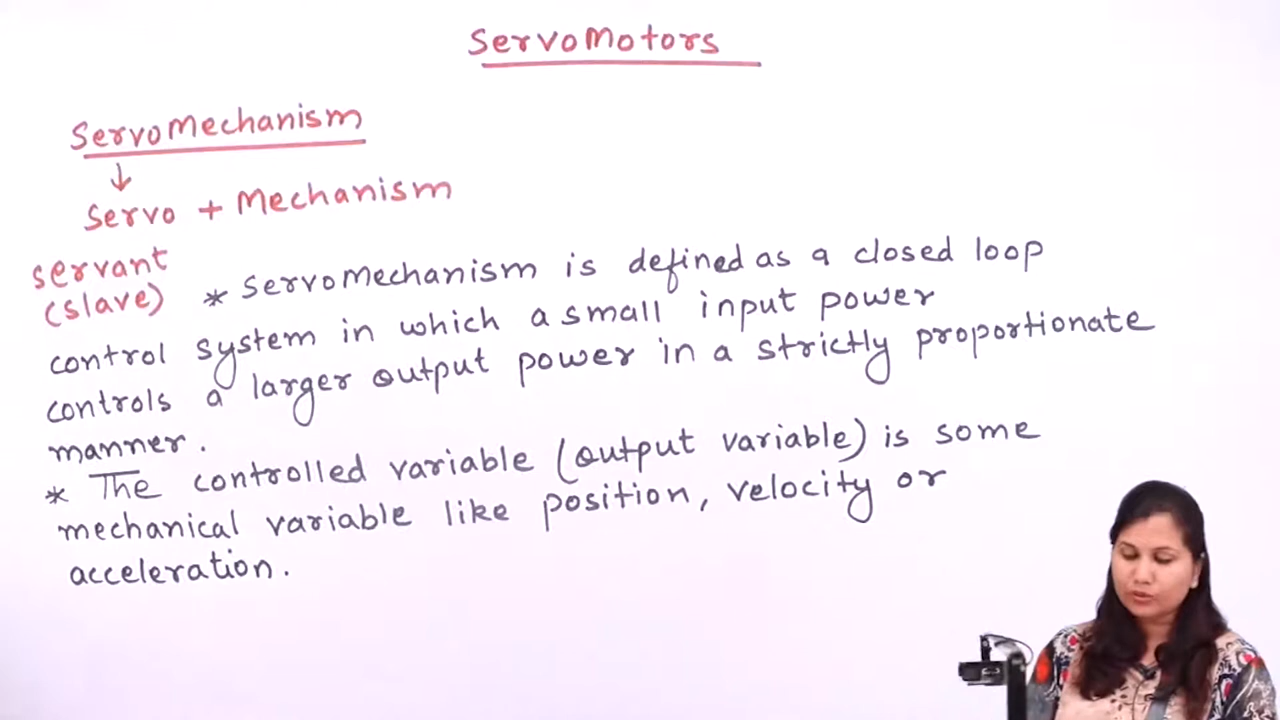 ServoMotors
ServoMechanism
↓
Servo + Mechanism
servant
(slave)
* servomechanism is defined as a closed loop
control system in which a small input power
controls a larger output power in a strictly proportionate
manner.
* The controlled variable (output variable) is some
mechanical variable like position, velocity or
acceleration.